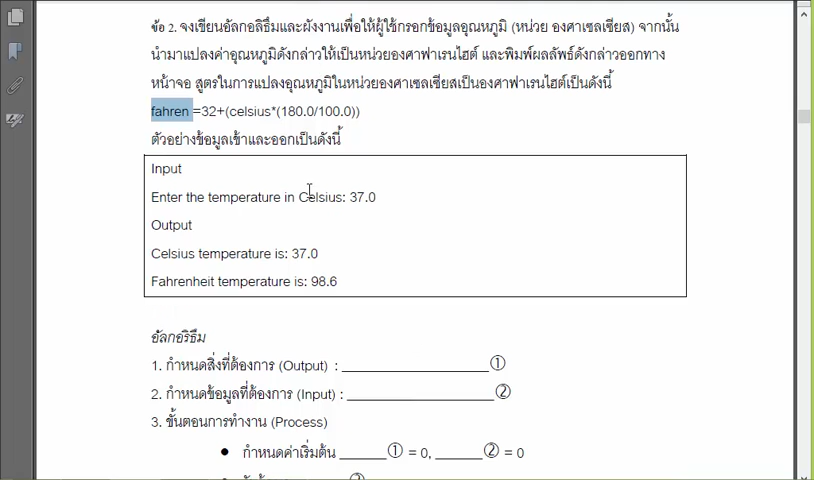 ข้อ 2. จงเขียนอัลกอลิธึมและผังงานเพื่อให้ผู้ใช้กรอกข้อมูลอุณหภูมิ (หน่วย องศาเซลเซียส) จากนั้น
นำมาแปลงค่าอุณหภูมิดังกล่าวให้เป็นหน่วยองศาฟาเรนไฮต์ และพิมพ์ผลลัพธ์ดังกล่าวออกทาง
หน้าจอ สูตรในการแปลงอุณหภูมิในหน่วยองศาเซลเซียสเป็นองศาฟาเรนไฮต์เป็นดังนี้
fahren =32+(celsius*(180.0/100.0))
ตัวอย่างข้อมูลเข้าและออกเป็นดังนี้
Input
Enter the temperature in Celsius: 37.0
Output
Celsius temperature is: 37.0
Fahrenheit temperature is: 98.6
อัลกอริธึม
1. กำหนดสิ่งที่ต้องการ (Output) : ____________________①
2. กำหนดข้อมูลที่ต้องการ (Input) : ____________________②
3. ขั้นตอนการทำงาน (Process)
● กำหนดค่าเริ่มต้น ______① = 0, ______② = 0